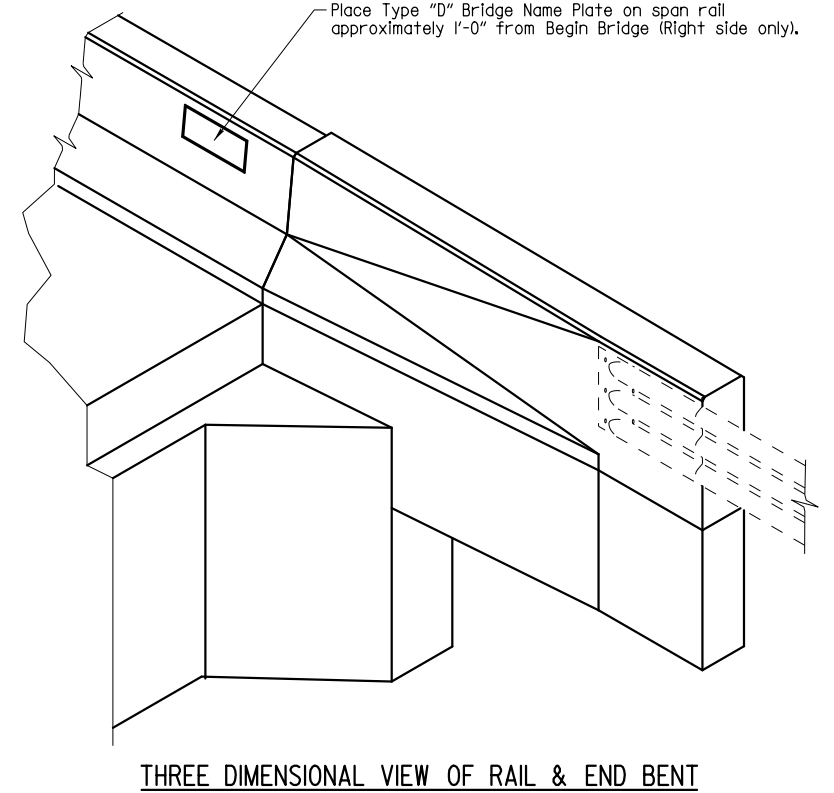 Place Type "D" Bridge Name Plate on span rail
approximately 1'-0" from Begin Bridge (Right side only).
THREE DIMENSIONAL VIEW OF RAIL & END BENT